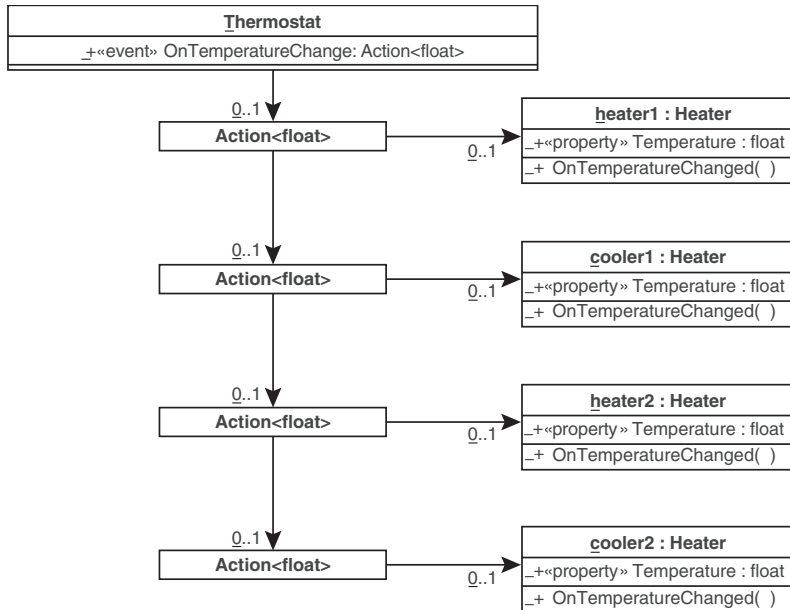 Thermostat
_+«event» OnTemperatureChange: Action<float>
0..1
Action<float>
0..1
heater1 : Heater
_+«property» Temperature : float
_+ OnTemperatureChanged( )
0..1
Action<float>
0..1
cooler1 : Heater
_+«property» Temperature : float
_+ OnTemperatureChanged( )
0..1
Action<float>
0..1
heater2 : Heater
_+«property» Temperature : float
_+ OnTemperatureChanged( )
0..1
Action<float>
0..1
cooler2 : Heater
_+«property» Temperature : float
_+ OnTemperatureChanged( )